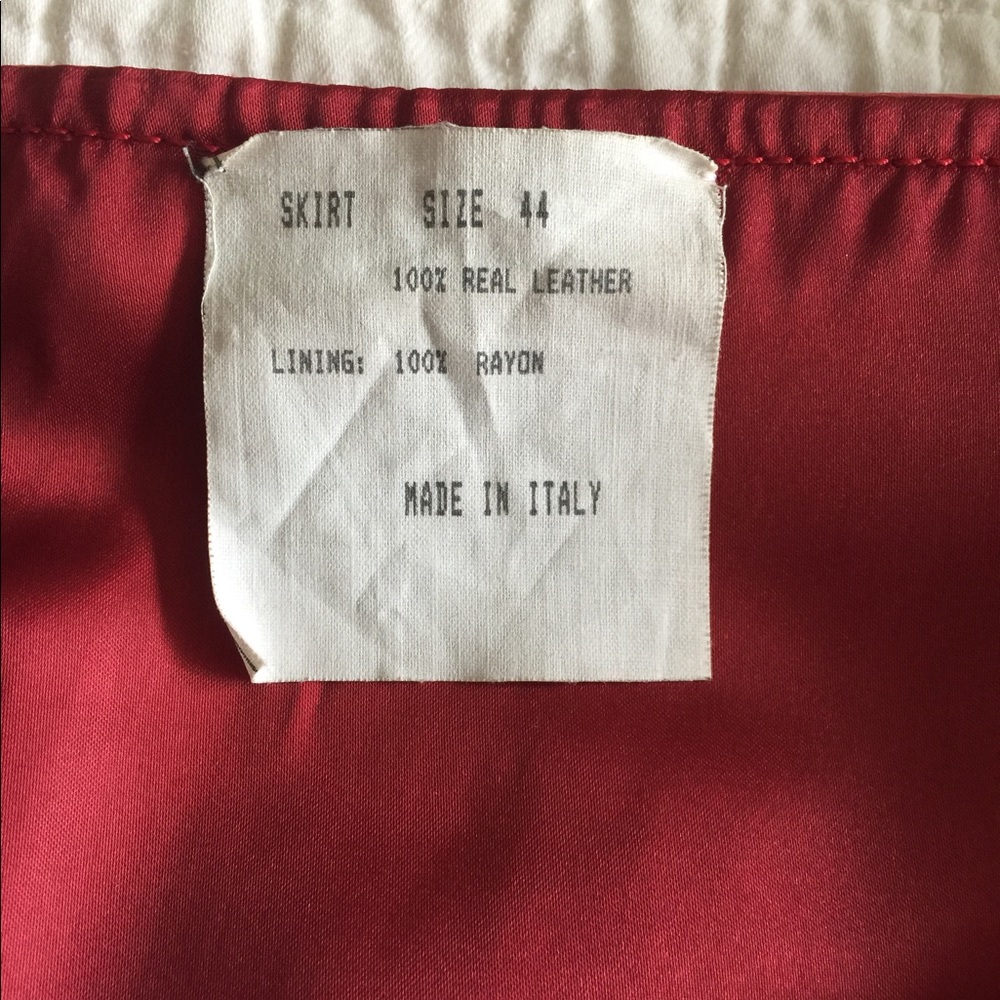 SKIRT SIZE 44
100% REAL LEATHER
LINING: 100% RAYON
MADE IN ITALY